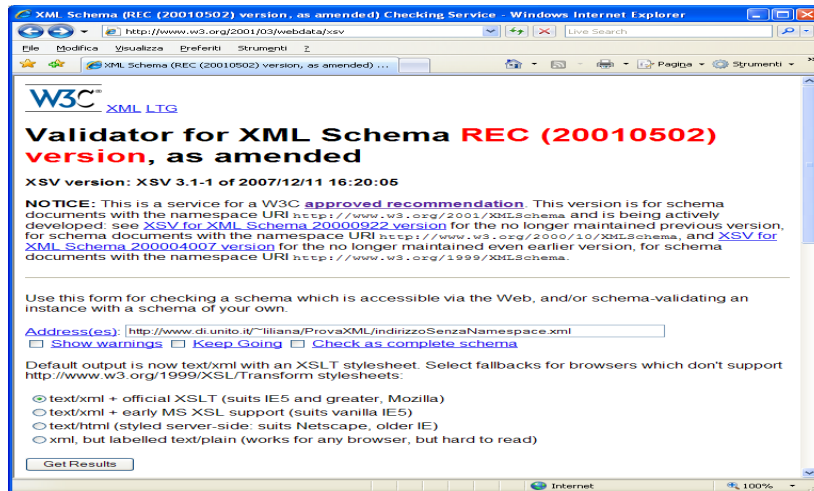 XML Schema (REC (20010502) version, as amended) Checking Service - Windows Internet Explorer
http://www.w3.org/2001/03/webdata/xsv
Live Search
File Modifica Visualizza Preferiti Strumenti ?
XML Schema (REC (20010502) version, as amended) ...
Pagina
Strumenti
W3C XML LTG
Validator for XML Schema REC (20010502)
version, as amended
XSV version: XSV 3.1-1 of 2007/12/11 16:20:05
NOTICE: This is a service for a W3C approved recommendation. This version is for schema
documents with the namespace URI http://www.w3.org/2001/XMLSchema and is being actively
developed: see XSV for XML Schema 20000922 version for the no longer maintained previous version,
for schema documents with the namespace URI http://www.w3.org/2000/10/XMLSchema, and XSV for
XML Schema 200004007 version for the no longer maintained even earlier version, for schema
documents with the namespace URI http://www.w3.org/1999/XMLSchema.
Use this form for checking a schema which is accessible via the Web, and/or schema-validating an
instance with a schema of your own.
Address(es): http://www.di.unito.it/~liliana/ProvaXML/indirizzoSenzaNamespace.xml
Show warnings Keep Going Check as complete schema
Default output is now text/xml with an XSLT stylesheet. Select fallbacks for browsers which don't support
http://www.w3.org/1999/XSL/Transform stylesheets:
text/xml + official XSLT (suits IE5 and greater, Mozilla)
text/xml + early MS XSL support (suits vanilla IE5)
text/html (styled server-side: suits Netscape, older IE)
xml, but labelled text/plain (works for any browser, but hard to read)
Get Results
Internet
100%